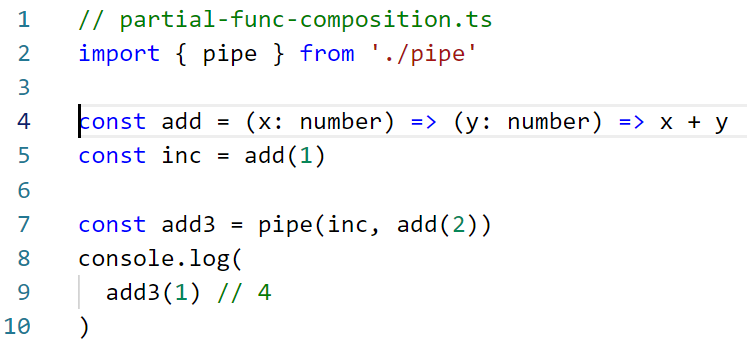 1 // partial-func-composition.ts
2 import { pipe } from './pipe'
3
4 const add = (x: number) => (y: number) => x + y
5 const inc = add(1)
6
7 const add3 = pipe(inc, add(2))
8 console.log(
9   add3(1) // 4
10 )